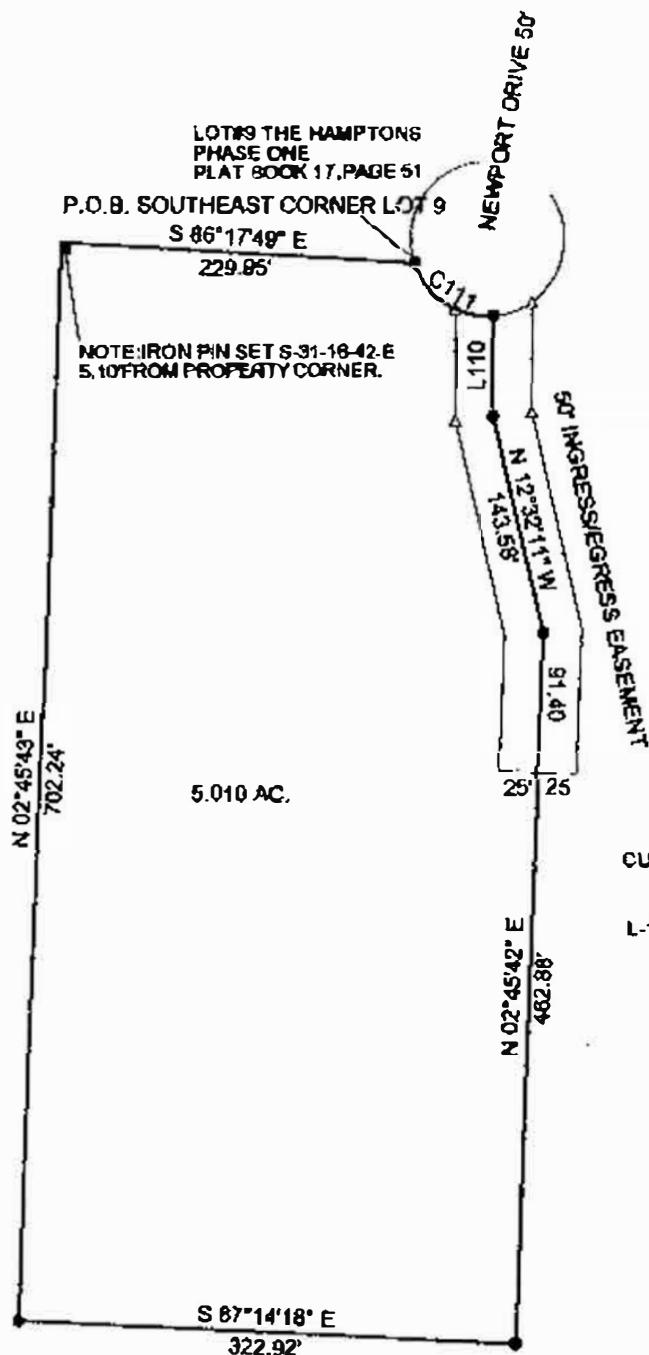 NEWPORT DRIVE 50'
LOT#9 THE HAMPTONS
PHASE ONE
PLAT BOOK 17, PAGE 51
P.O.B. SOUTHEAST CORNER LOT 9
S 86°17'49" E
229.95'
C111
NOTE:IRON PIN SET S-31-16-42-E
5.10'FROM PROPERTY CORNER.
L110
N 12°32'11" W
143.58'
50' INGRESS/EGRESS EASEMENT
91.40
25' 25
N 02°45'43" E
702.24'
5.010 AC.
CU
L-
N 02°45'42" E
462.88'
S 87°14'18" E
322.92'